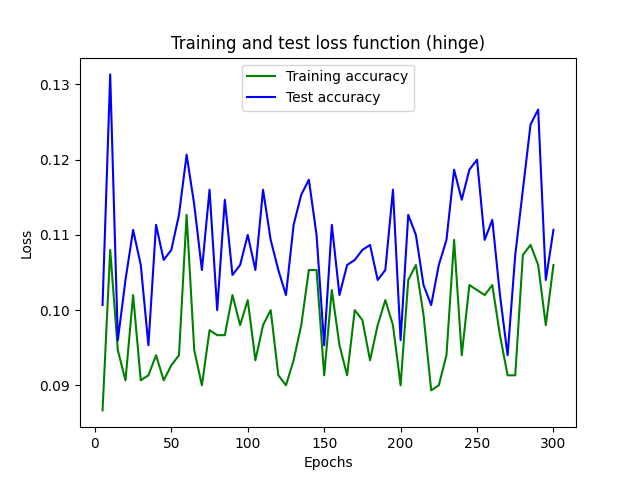 Training and test loss function (hinge)
Training accuracy
Test accuracy
0.13
0.12
0.11
0.10
0.09
Loss
0
50
100
150
200
250
300
Epochs